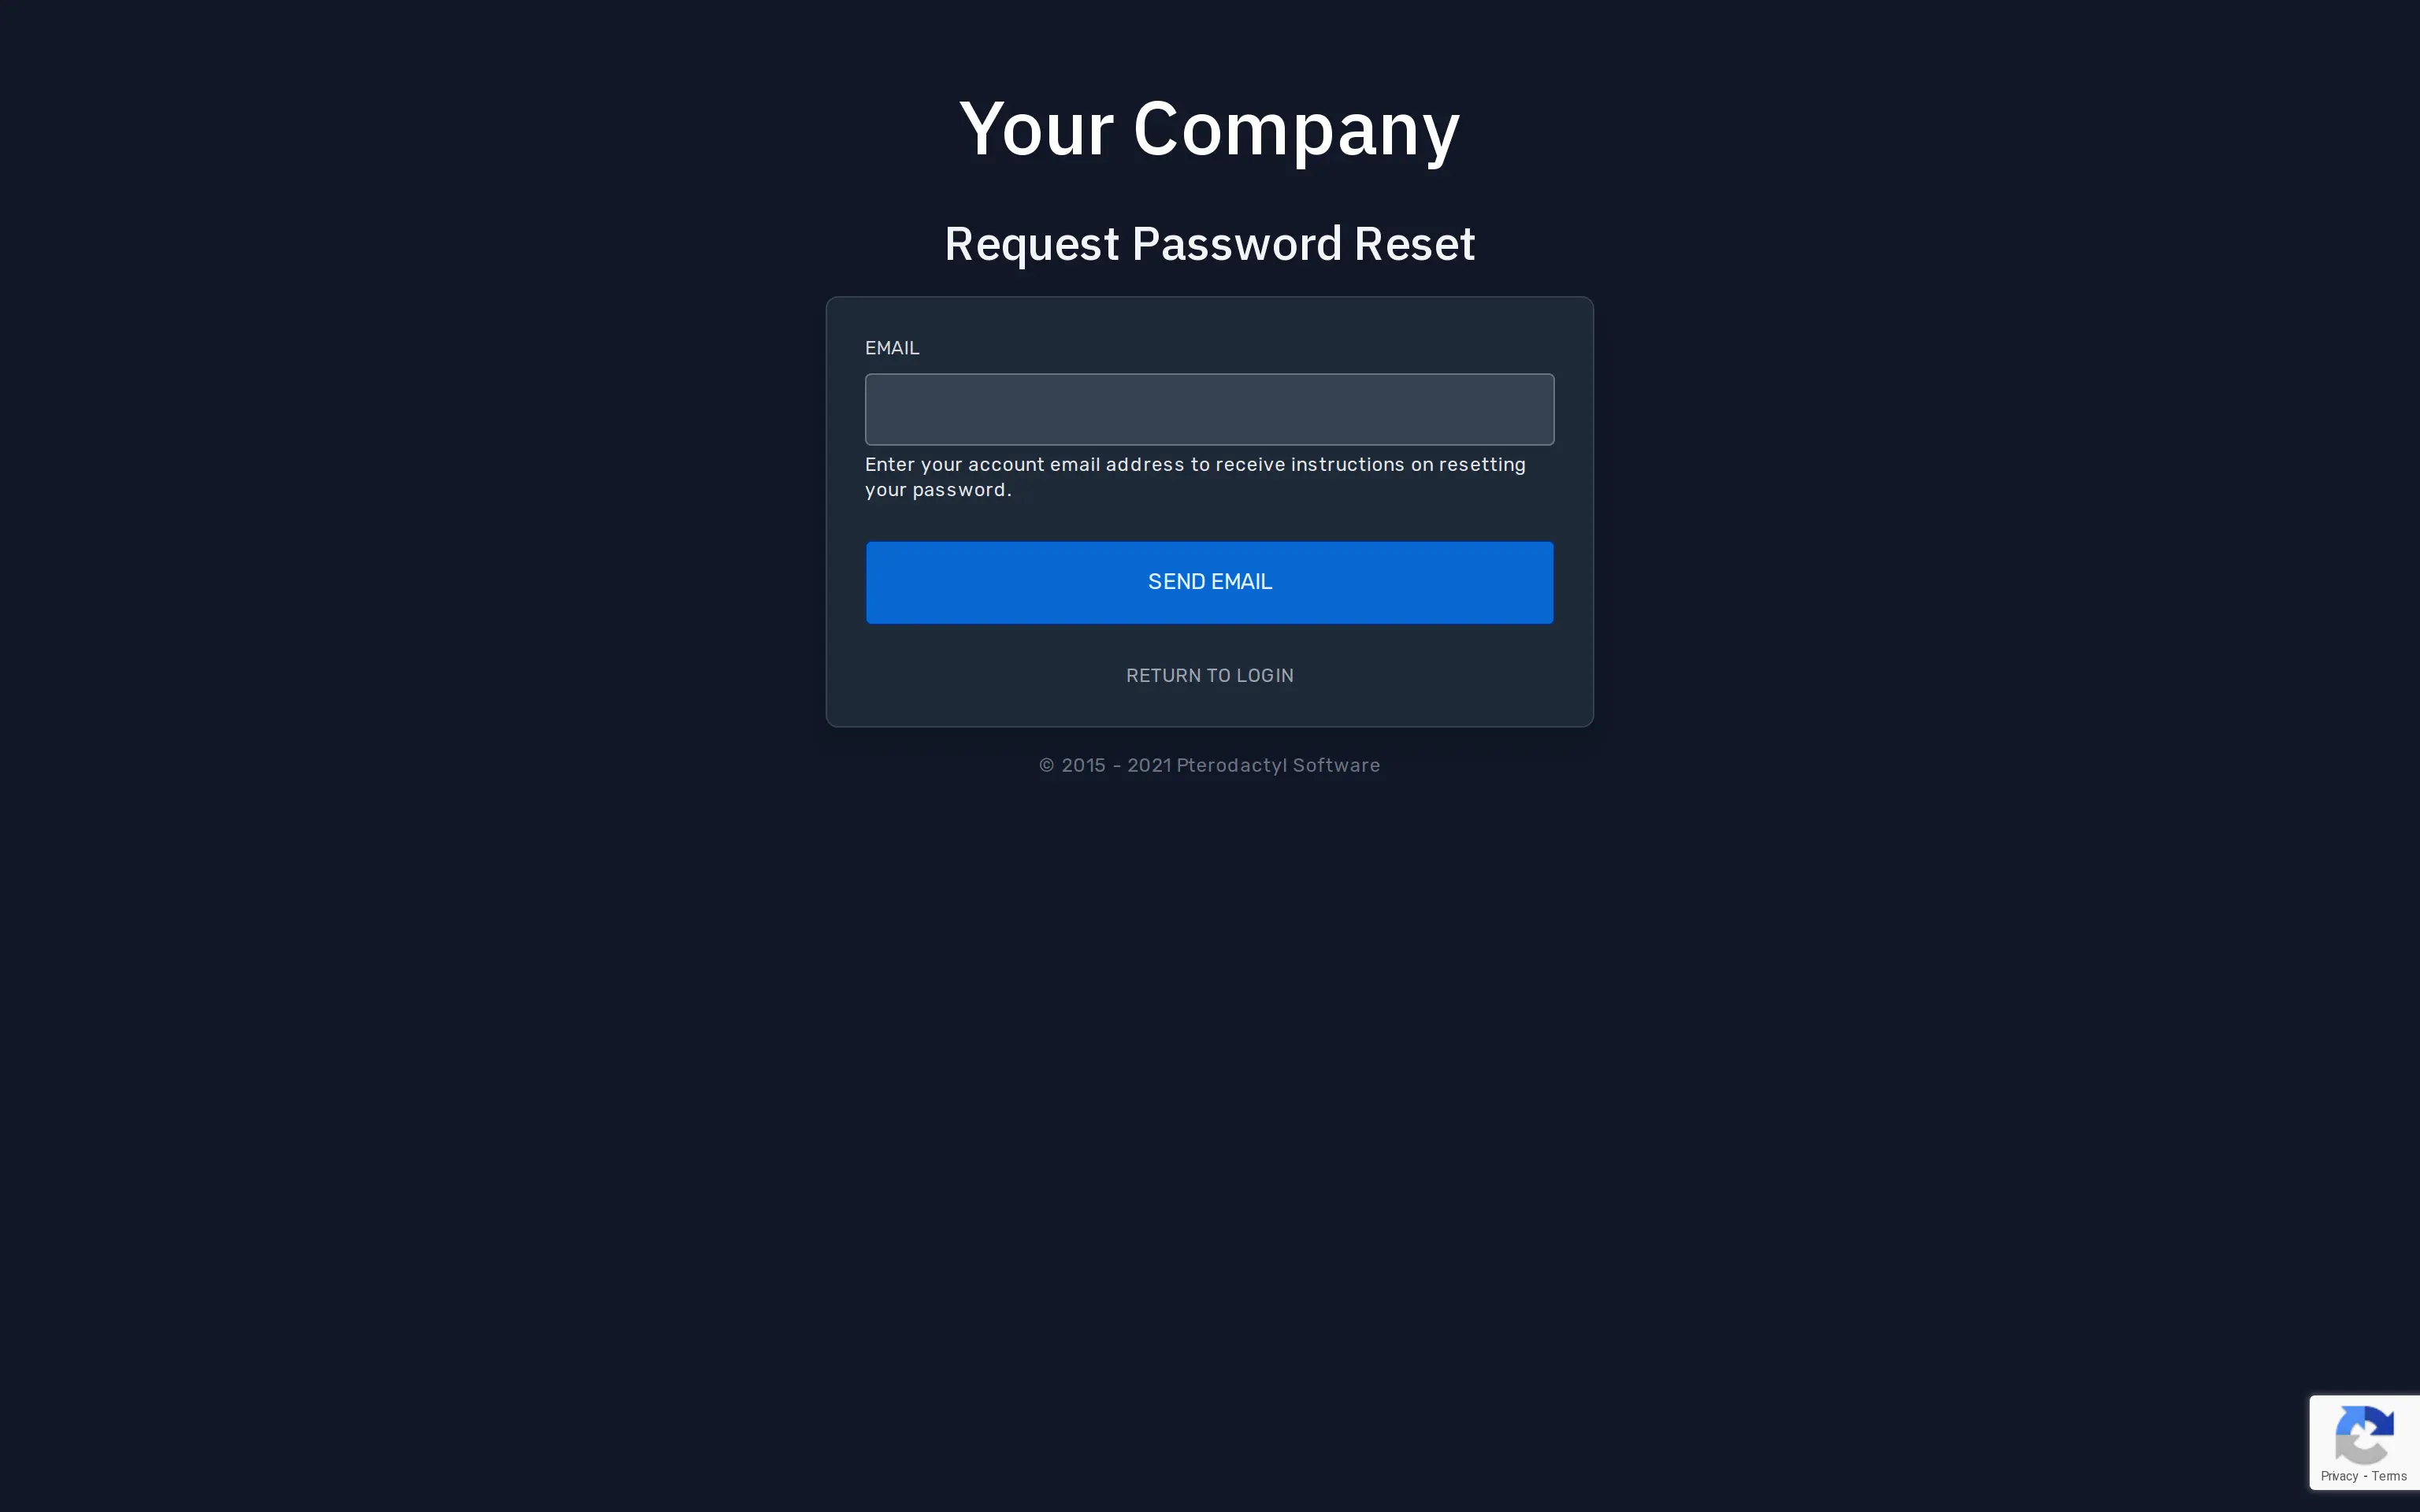 Your Company
Request Password Reset
EMAIL
Enter your account email address to receive instructions on resetting
your password.
SEND EMAIL
RETURN TO LOGIN
© 2015 - 2021 Pterodactyl Software
Privacy - Terms